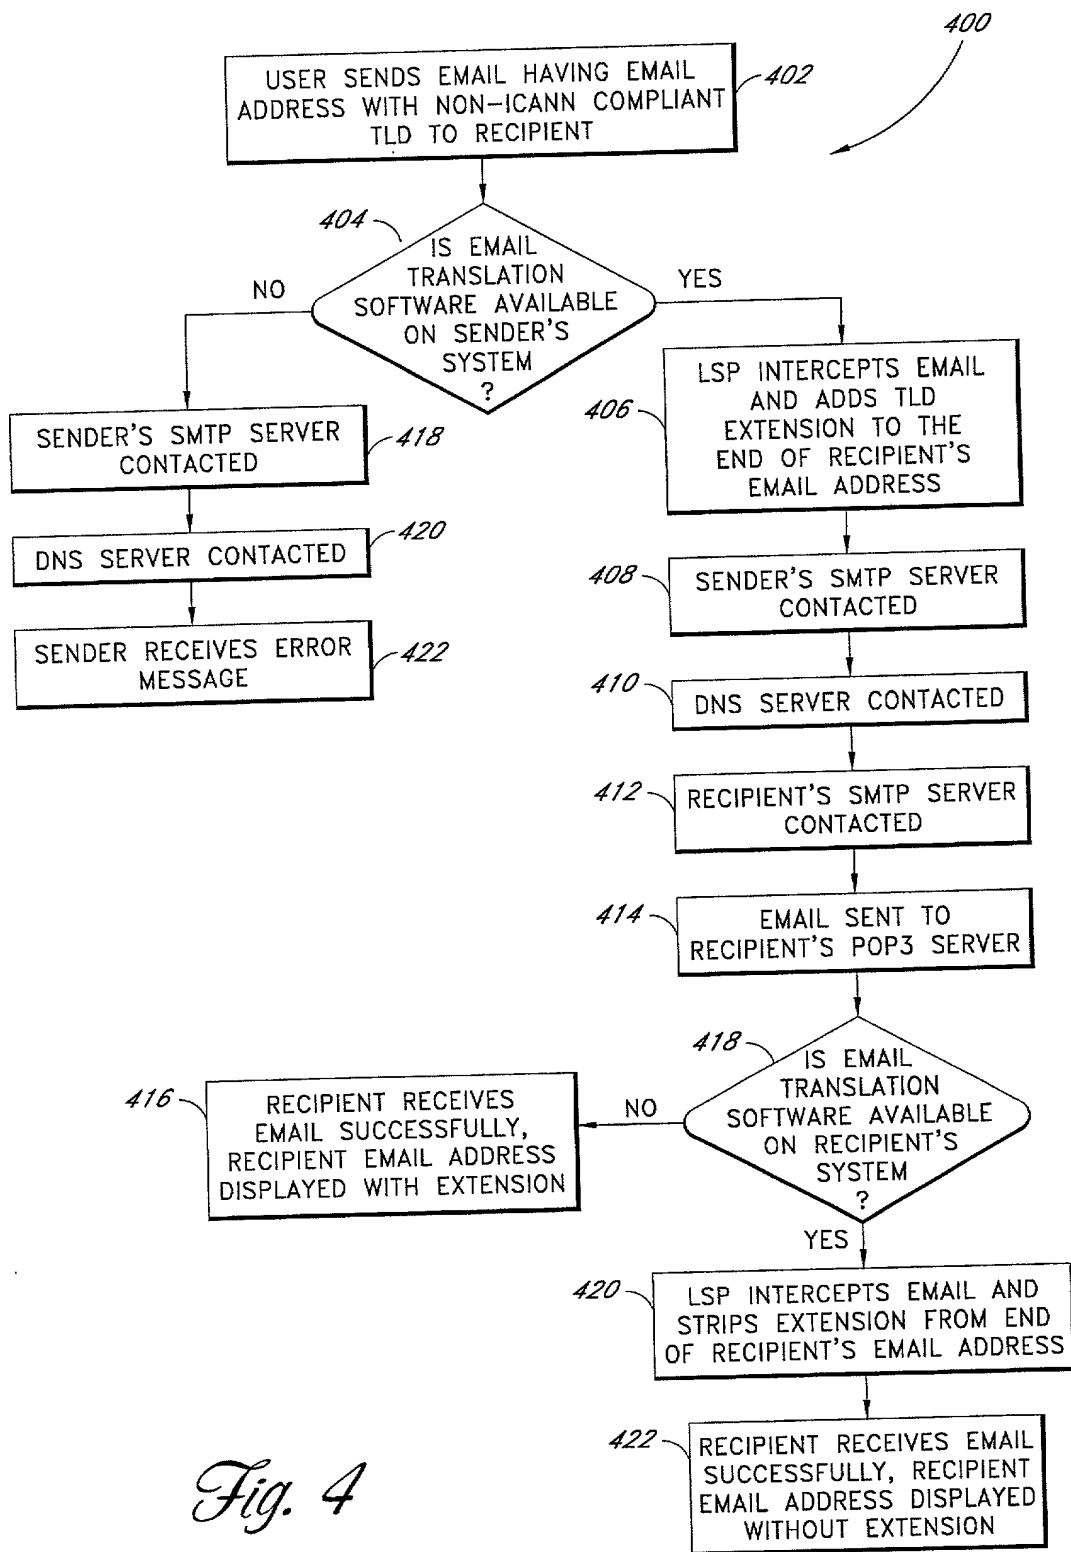 400
USER SENDS EMAIL HAVING EMAIL
ADDRESS WITH NON-ICANN COMPLIANT
TLD TO RECIPIENT
402
404
IS EMAIL
TRANSLATION
SOFTWARE AVAILABLE
ON SENDER'S
SYSTEM
?
NO
YES
SENDER'S SMTP SERVER
CONTACTED
418
DNS SERVER CONTACTED
420
SENDER RECEIVES ERROR
MESSAGE
422
406
LSP INTERCEPTS EMAIL
AND ADDS TLD
EXTENSION TO THE
END OF RECIPIENT'S
EMAIL ADDRESS
408
SENDER'S SMTP SERVER
CONTACTED
410
DNS SERVER CONTACTED
412
RECIPIENT'S SMTP SERVER
CONTACTED
414
EMAIL SENT TO
RECIPIENT'S POP3 SERVER
418
IS EMAIL
TRANSLATION
SOFTWARE AVAILABLE
ON RECIPIENT'S
SYSTEM
?
NO
416
RECIPIENT RECEIVES
EMAIL SUCCESSFULLY,
RECIPIENT EMAIL ADDRESS
DISPLAYED WITH EXTENSION
YES
420
LSP INTERCEPTS EMAIL AND
STRIPS EXTENSION FROM END
OF RECIPIENT'S EMAIL ADDRESS
422
RECIPIENT RECEIVES EMAIL
SUCCESSFULLY, RECIPIENT
EMAIL ADDRESS DISPLAYED
WITHOUT EXTENSION
Fig. 4